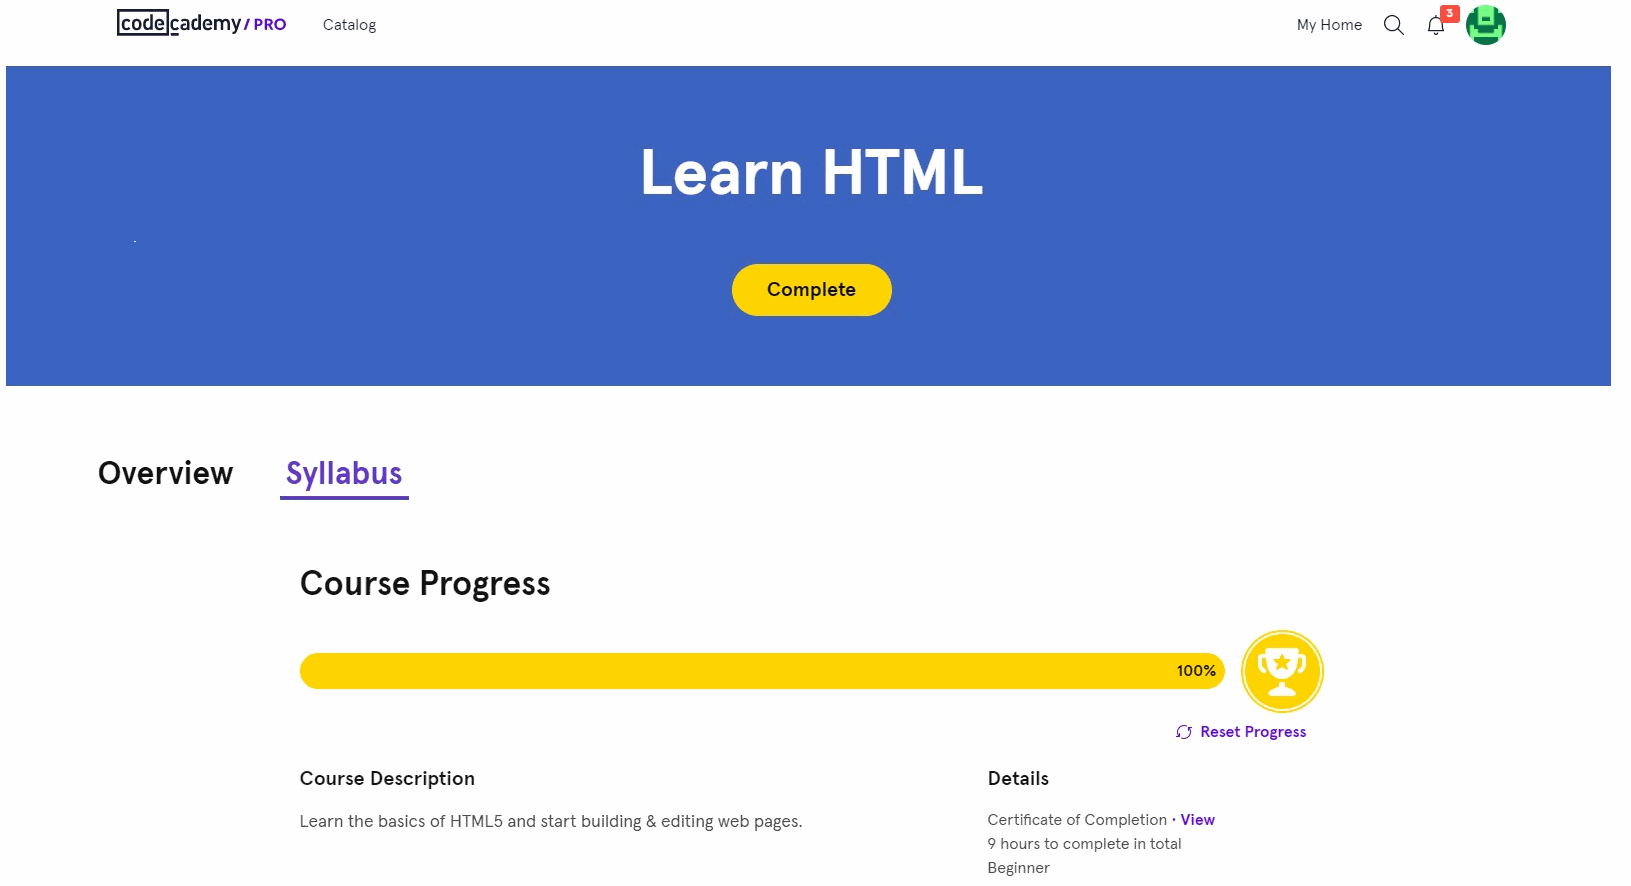 codecademy/PRO Catalog My Home 3
Learn HTML
Complete
Overview Syllabus
Course Progress
100%
Reset Progress
Course Description
Learn the basics of HTML5 and start building & editing web pages.
Details
Certificate of Completion · View
9 hours to complete in total
Beginner